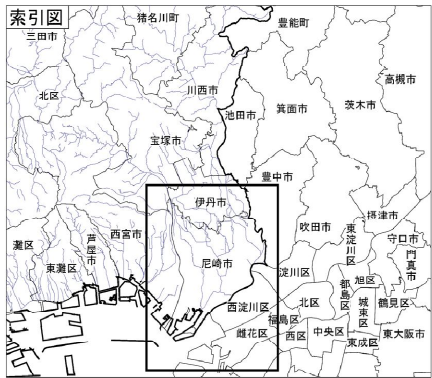 索引図
猪名川町
豊能町
三田市
高槻市
北区
川西市
茨木市
池田市
箕面市
宝塚市
豊中市
伊丹市
摂津市
吹田市
東淀川区
芦屋市
西宮市
守口市
灘区
門真市
東灘区
尼崎市
淀川区
旭区
都島区
西淀川区
北区
城東区
鶴見区
福島区
此花区
西区
中央区
東大阪市
東成区